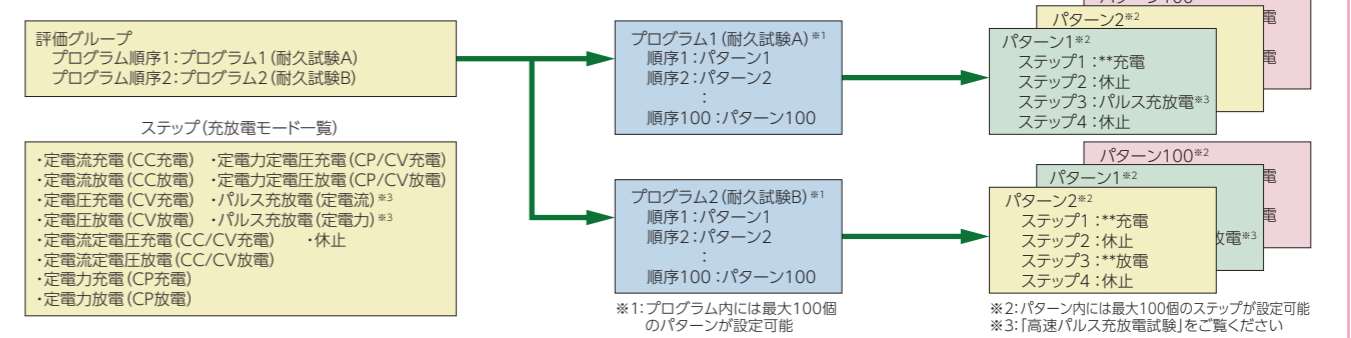 評価グループ
プログラム順序1:プログラム1(耐久試験A)
プログラム順序2:プログラム2(耐久試験B)
ステップ(充放電モード一覧)
・定電流充電(CC充電) ・定電力定電圧充電(CP/CV充電)
・定電流放電(CC放電) ・定電力定電圧放電(CP/CV放電)
・定電圧充電(CV充電) ・パルス充放電(定電流)※3
・定電圧放電(CV放電) ・パルス充放電(定電力)※3
・定電流定電圧充電(CC/CV充電) ・休止
・定電流定電圧放電(CC/CV放電)
・定電力充電(CP充電)
・定電力放電(CP放電)
プログラム1(耐久試験A)※1
順序1:パターン1
順序2:パターン2
:
順序100:パターン100
プログラム2(耐久試験B)※1
順序1:パターン1
順序2:パターン2
:
順序100:パターン100
※1:プログラム内には最大100個
のパターンが設定可能
パターン2※2
電
電
パターン1※2
ステップ1:**充電
ステップ2:休止
ステップ3:パルス充放電※3
ステップ4:休止
パターン100※2
電
電
パターン1※2
放電※3
パターン2※2
ステップ1:**充電
ステップ2:休止
ステップ3:**放電
ステップ4:休止
※2:パターン内には最大100個のステップが設定可能
※3:「高速パルス充放電試験」をご覧ください